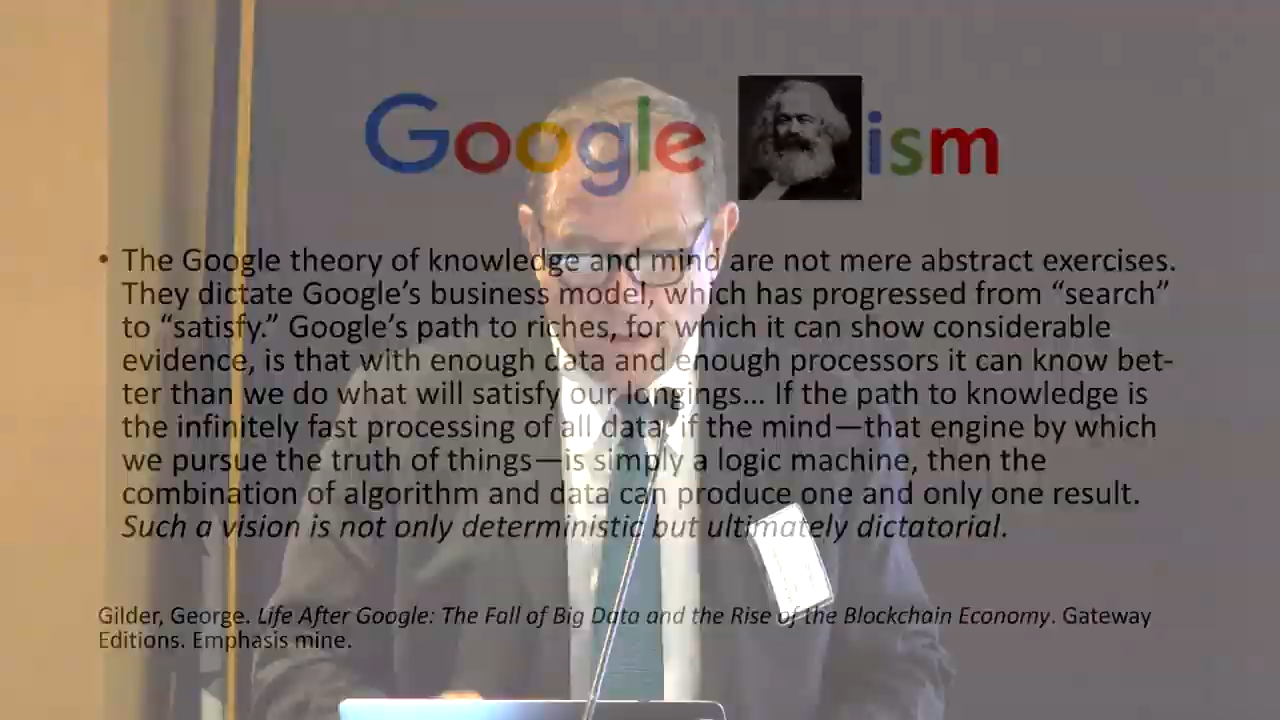 Google ism
• The Google theory of knowledge and mind are not mere abstract exercises.
They dictate Google’s business model, which has progressed from “search”
to “satisfy.” Google’s path to riches, for which it can show considerable
evidence, is that with enough data and enough processors it can know bet-
ter than we do what will satisfy our longings… If the path to knowledge is
the infinitely fast processing of all data, if the mind—that engine by which
we pursue the truth of things—is simply a logic machine, then the
combination of algorithm and data can produce one and only one result.
Such a vision is not only deterministic but ultimately dictatorial.
Gilder, George. Life After Google: The Fall of Big Data and the Rise of the Blockchain Economy. Gateway
Editions. Emphasis mine.